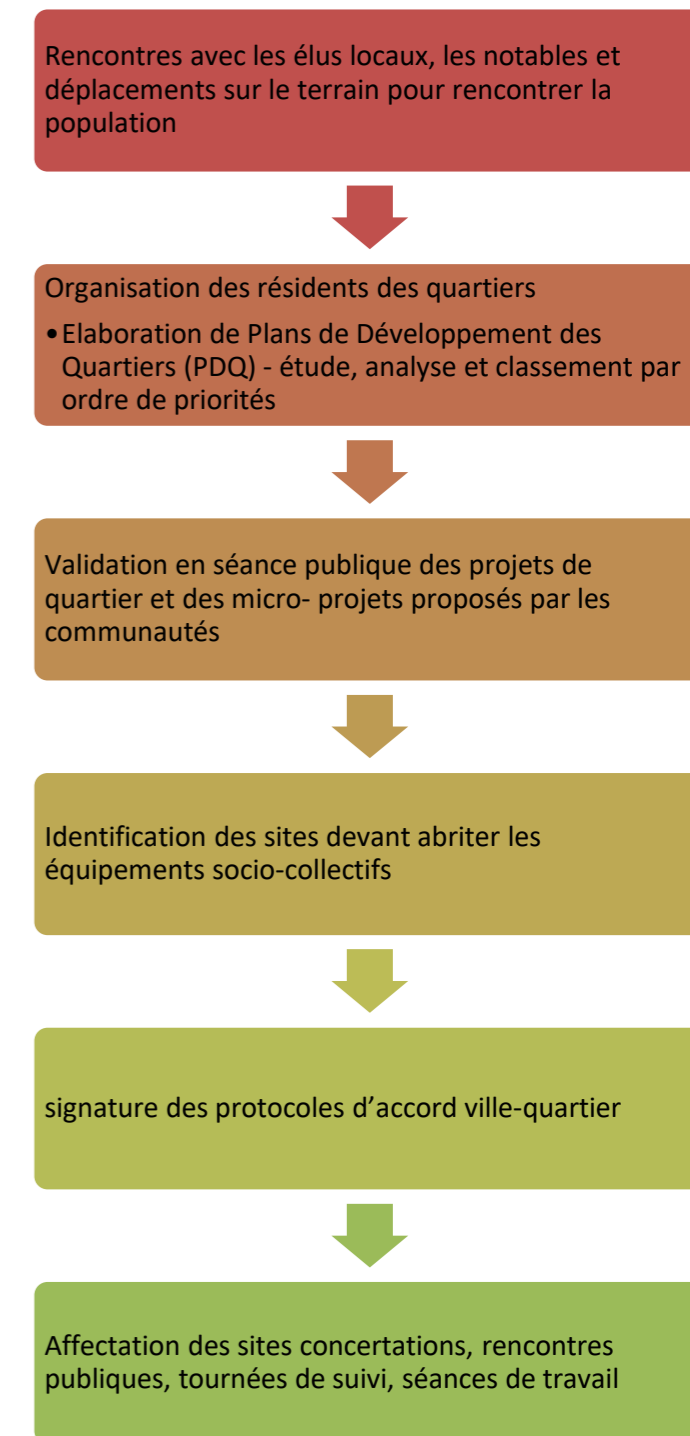 Rencontres avec les élus locaux, les notables et
déplacements sur le terrain pour rencontrer la
population
Organisation des résidents des quartiers
•Elaboration de Plans de Développement des
Quartiers (PDQ) - étude, analyse et classement par
ordre de priorités
Validation en séance publique des projets de
quartier et des micro- projets proposés par les
communautés
Identification des sites devant abriter les
équipements socio-collectifs
signature des protocoles d’accord ville-quartier
Affectation des sites concertations, rencontres
publiques, tournées de suivi, séances de travail